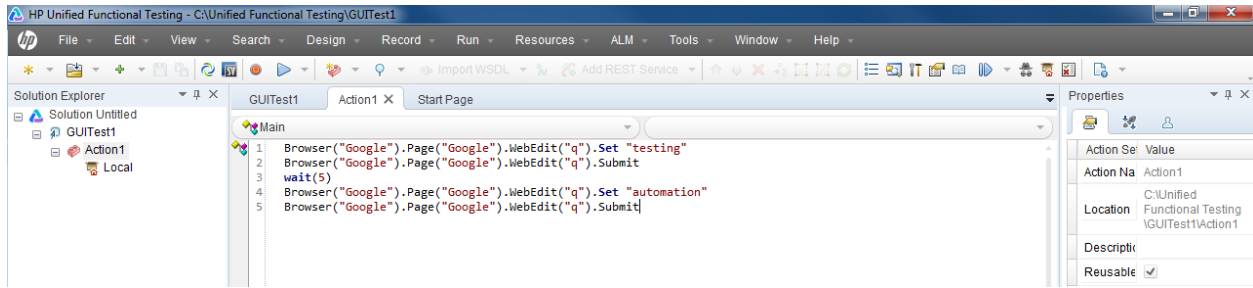 HP Unified Functional Testing - C:\Unified Functional Testing\GUITest1
hp File Edit View Search Design Record Run Resources ALM Tools Window Help
Import WSDL Add REST Service
Solution Explorer
GUITest1 Action1 Start Page
Properties
Solution Untitled
GUITest1
Action1
Local
Main
1 Browser("Google").Page("Google").WebEdit("q").Set "testing"
2 Browser("Google").Page("Google").WebEdit("q").Submit
3 wait(5)
4 Browser("Google").Page("Google").WebEdit("q").Set "automation"
5 Browser("Google").Page("Google").WebEdit("q").Submit
Action Set Value
Action Na Action1
Location C:\Unified
Functional Testing
\GUITest1\Action1
Descriptic
Reusable